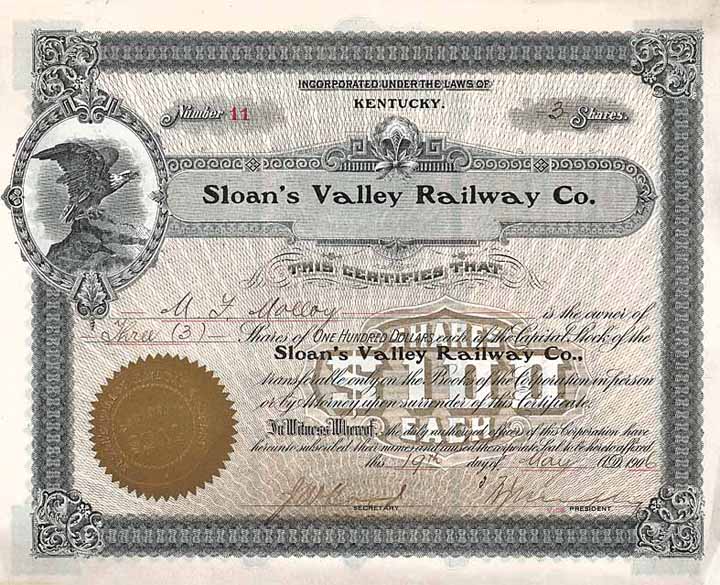 INCORPORATED UNDER THE LAWS OF
KENTUCKY.
Number 11
3 Shares.
Sloan's Valley Railway Co.
THIS CERTIFIES THAT
M. T. Molloy is the owner of
Three (3) Shares of ONE HUNDRED DOLLARS each of the Capital Stock of the
Sloan's Valley Railway Co.,
transferable only on the Books of the Corporation in person
or by Attorney upon surrender of this Certificate.
In Witness Whereof, the duly authorized officers of this Corporation have
hereunto subscribed their names and caused the corporate Seal to be hereto affixed
this 19th day of May A.D. 1906
SECRETARY
PRESIDENT
SHARES
$100
EACH